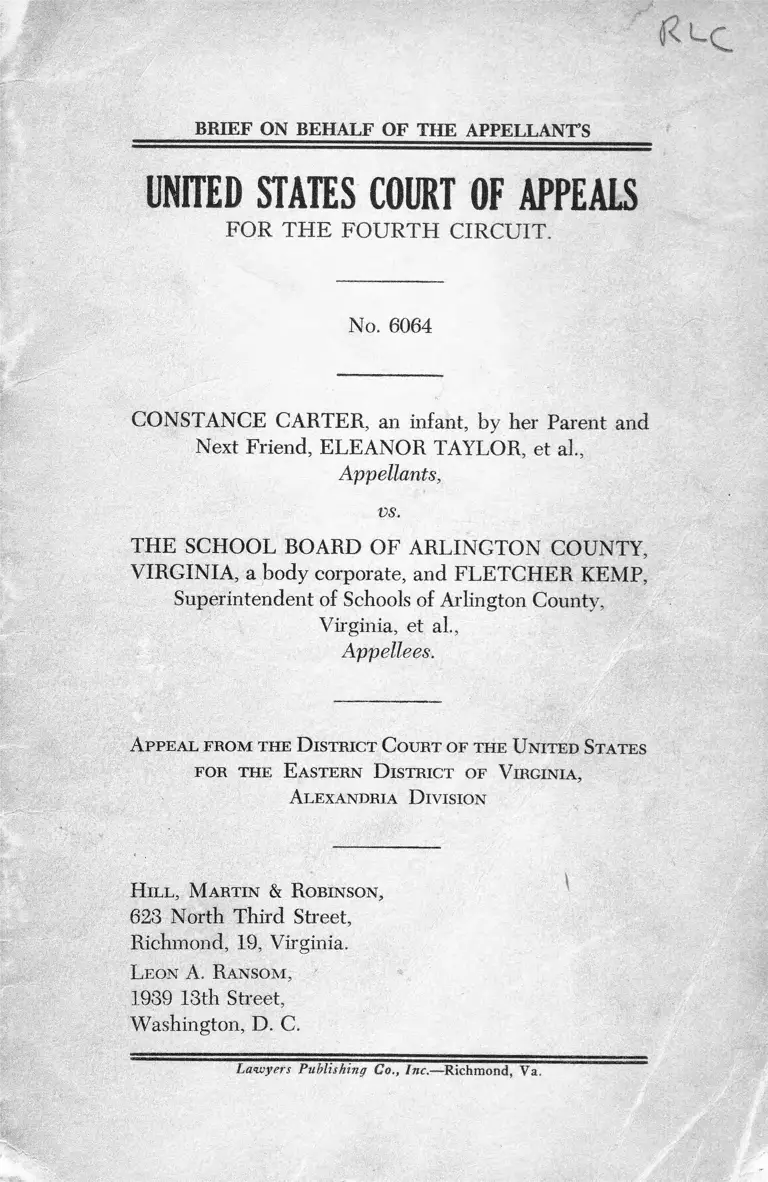 RLC
BRIEF ON BEHALF OF THE APPELLANT'S
UNITED STATES COURT OF APPEALS
FOR THE FOURTH CIRCUIT.
No. 6064
CONSTANCE CARTER, an infant, by her Parent and
Next Friend, ELEANOR TAYLOR, et al.,
Appellants,
vs.
THE SCHOOL BOARD OF ARLINGTON COUNTY,
VIRGINIA, a body corporate, and FLETCHER KEMP,
Superintendent of Schools of Arlington County,
Virginia, et al.,
Appellees.
APPEAL FROM THE DISTRICT COURT OF THE UNITED STATES
FOR THE EASTERN DISTRICT OF VIRGINIA,
ALEXANDRIA DIVISION
HILL, MARTIN & ROBINSON,
623 North Third Street,
Richmond, 19, Virginia.
LEON A. RANSOM,
1939 13th Street,
Washington, D. C.
Lawyers Publishing Co., Inc.—Richmond, Va.